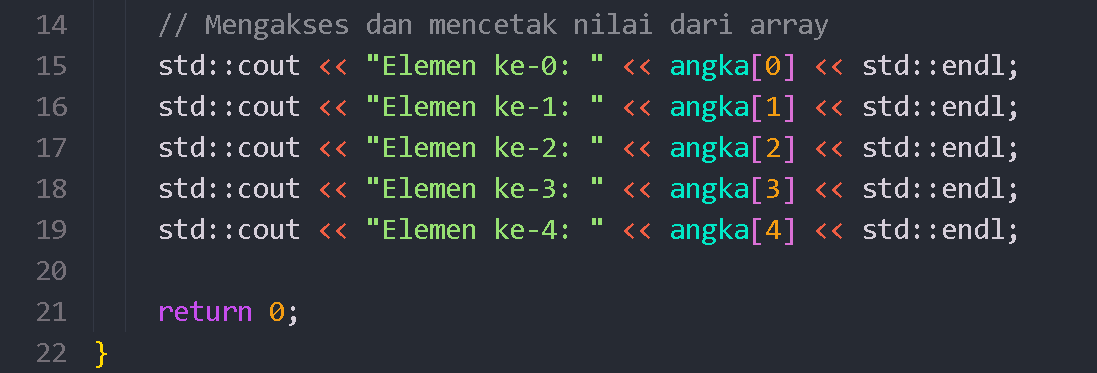 14 // Mengakses dan mencetak nilai dari array
15 std::cout << "Elemen ke-0: " << angka[0] << std::endl;
16 std::cout << "Elemen ke-1: " << angka[1] << std::endl;
17 std::cout << "Elemen ke-2: " << angka[2] << std::endl;
18 std::cout << "Elemen ke-3: " << angka[3] << std::endl;
19 std::cout << "Elemen ke-4: " << angka[4] << std::endl;
20
21 return 0;
22 }